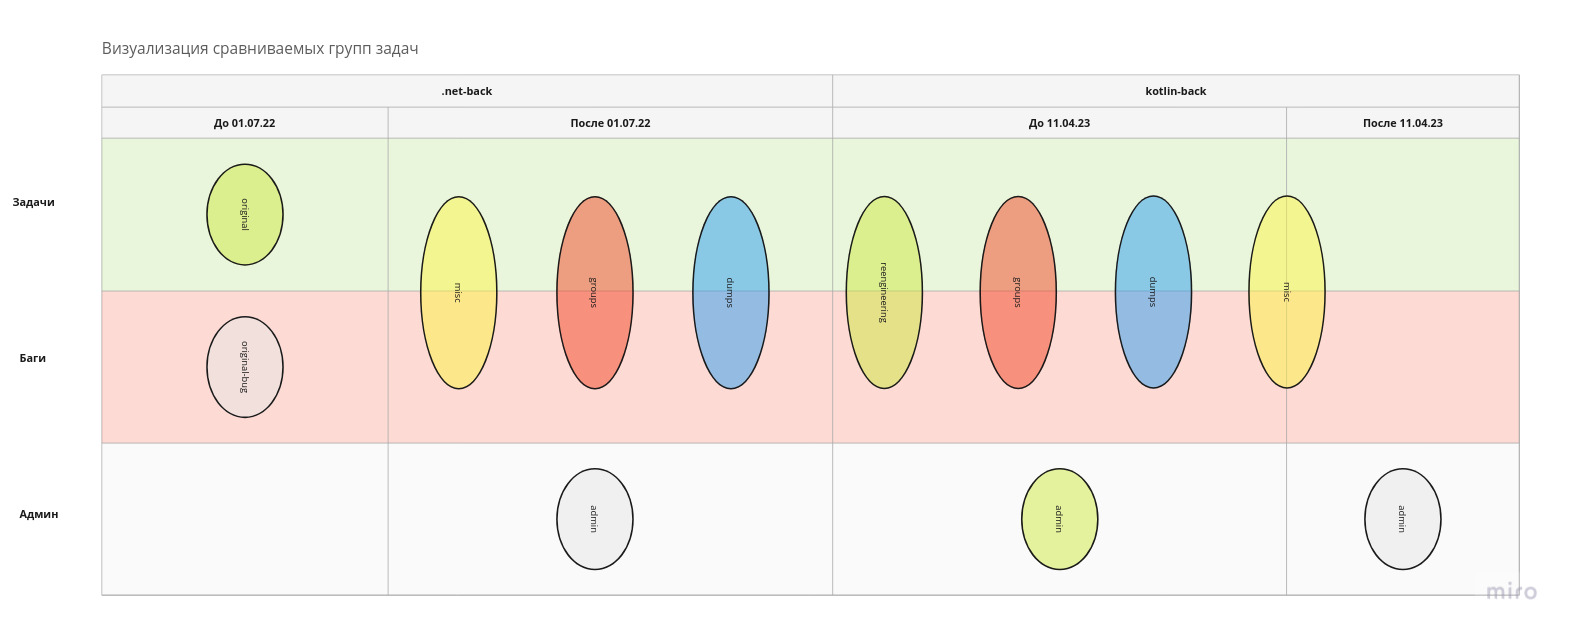 Визуализация сравниваемых групп задач
.net-back
kotlin-back
До 01.07.22
После 01.07.22
До 11.04.23
После 11.04.23
Задачи
original
misc
groups
dumps
reengineering
groups
dumps
misc
Баги
original-bug
Админ
admin
admin
admin
miro